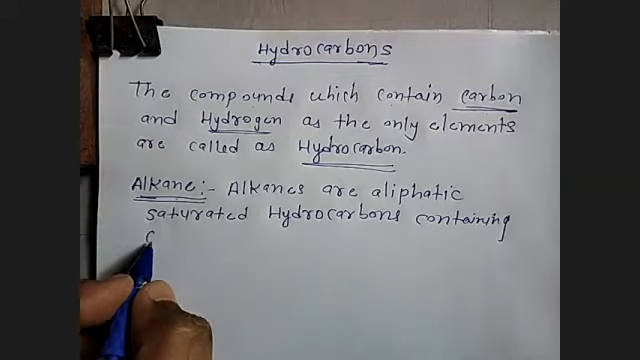 Hydrocarbons
The compounds which contain carbon
and Hydrogen as the only elements
are called as Hydrocarbon.
Alkane:- Alkanes are aliphatic
saturated Hydrocarbons containing
C